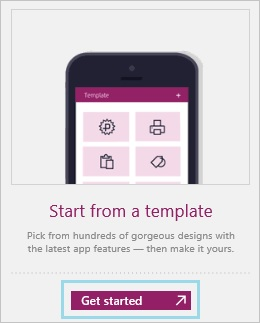 Template +
Start from a template
Pick from hundreds of gorgeous designs with
the latest app features — then make it yours.
Get started